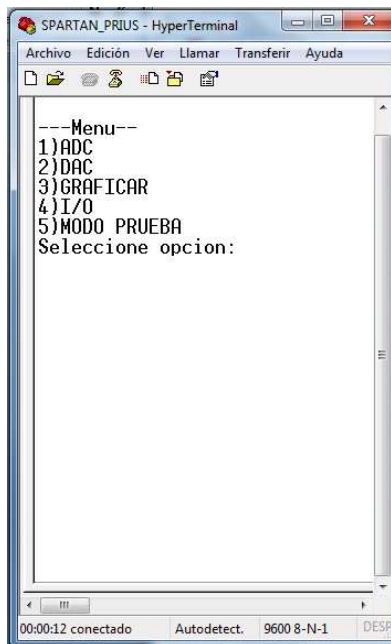 SPARTAN_PRIUS - HyperTerminal
Archivo Edición Ver Llamar Transferir Ayuda
---Menu--
1)ADC
2)DAC
3)GRAFICAR
4)I/O
5)MODO PRUEBA
Seleccione opcion:
00:00:12 conectado Autodetect. 9600 8-N-1 DESP